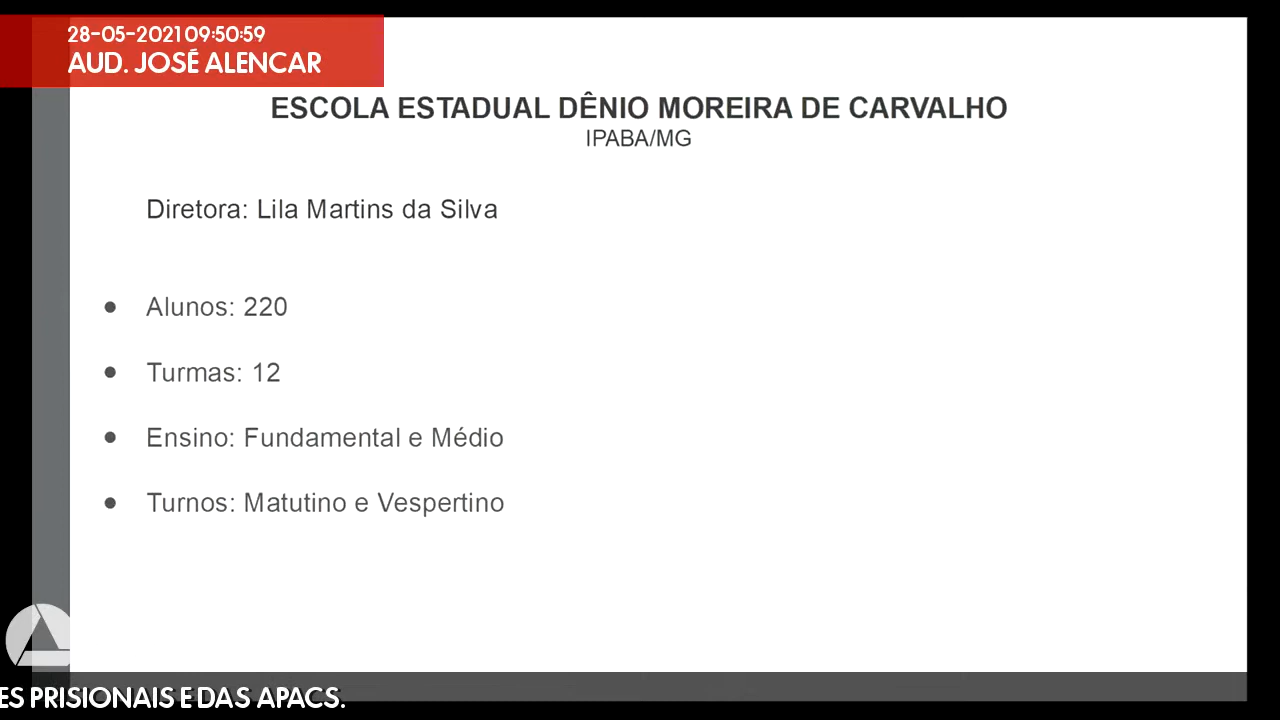 28-05-2021 09:50:59
AUD. JOSÉ ALENCAR
ESCOLA ESTADUAL DÊNIO MOREIRA DE CARVALHO
IPABA/MG
Diretora: Lila Martins da Silva
● Alunos: 220
● Turmas: 12
● Ensino: Fundamental e Médio
● Turnos: Matutino e Vespertino
ES PRISIONAIS E DAS APACS.